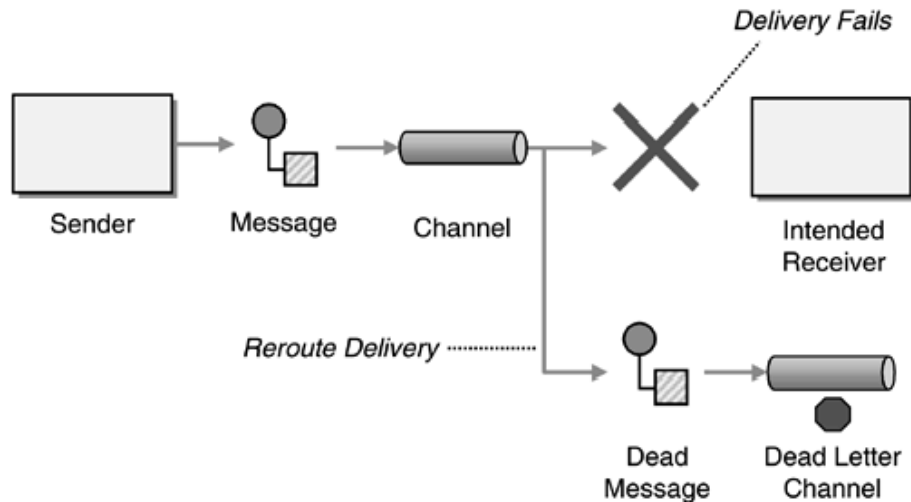 Delivery Fails
Sender
Message
Channel
Intended
Receiver
Reroute Delivery
Dead
Message
Dead Letter
Channel